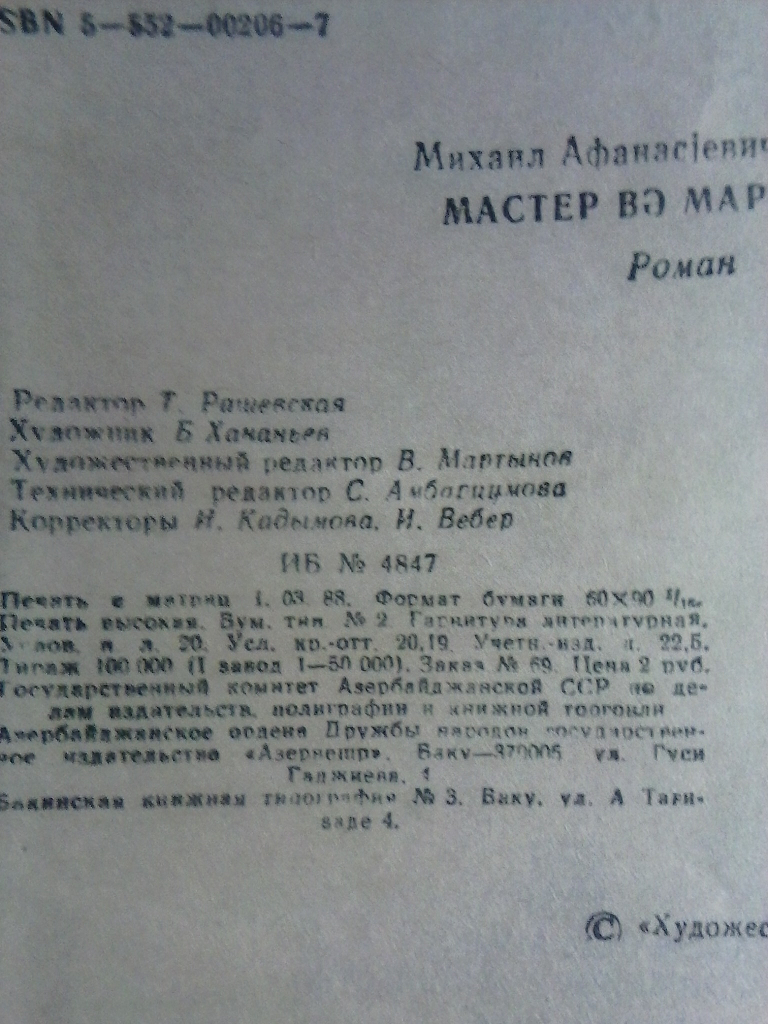 SBN 5—552—00206—7
Михаил Афанасјевич
МАСТЕР ВӘ МАР
Роман
Редактор Т. Рашевская
Художник Б Хананьев
Художественный редактор В. Мартынов
Технический редактор С. Амбарцумова
Корректоры И. Кадымова, И. Вебер
ИБ № 4847
Печать с матриц 1. 03. 88. Формат бумаги 60×90 1/16.
Печать высокая. Бум. тип № 2 Гарнитура литературная.
Услов. п л. 20. Усл. кр.-отт. 20,19. Учетн.-изд. л. 22,5.
Тираж 100 000 (I завод 1—50 000). Заказ № 69. Цена 2 руб.
Государственный комитет Азербайджанской ССР по де-
лам издательств, полиграфии и книжной торговли
Азербайджанское ордена Дружбы народов государствен-
ное издательство «Азернешр». Баку—370005 ул. Гуси
Гаджиева, 1
Бакинская книжная типография № 3. Баку, ул. А Таги-
заде 4.
© «Художес